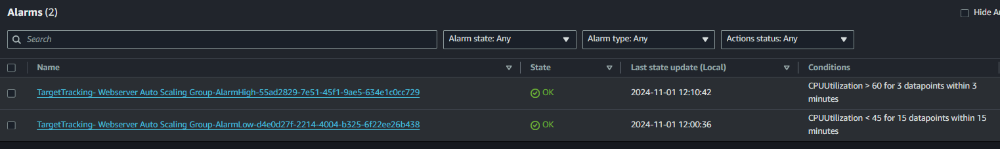 Alarms (2)
Hide A
Search
Alarm state: Any
Alarm type: Any
Actions status: Any
Name
State
Last state update (Local)
Conditions
TargetTracking- Webserver Auto Scaling Group-AlarmHigh-55ad2829-7e51-45f1-9ae5-634e1c0cc729
OK
2024-11-01 12:10:42
CPUUtilization > 60 for 3 datapoints within 3
minutes
TargetTracking- Webserver Auto Scaling Group-AlarmLow-d4e0d27f-2214-4004-b325-6f22ee26b438
OK
2024-11-01 12:00:36
CPUUtilization < 45 for 15 datapoints within 15
minutes